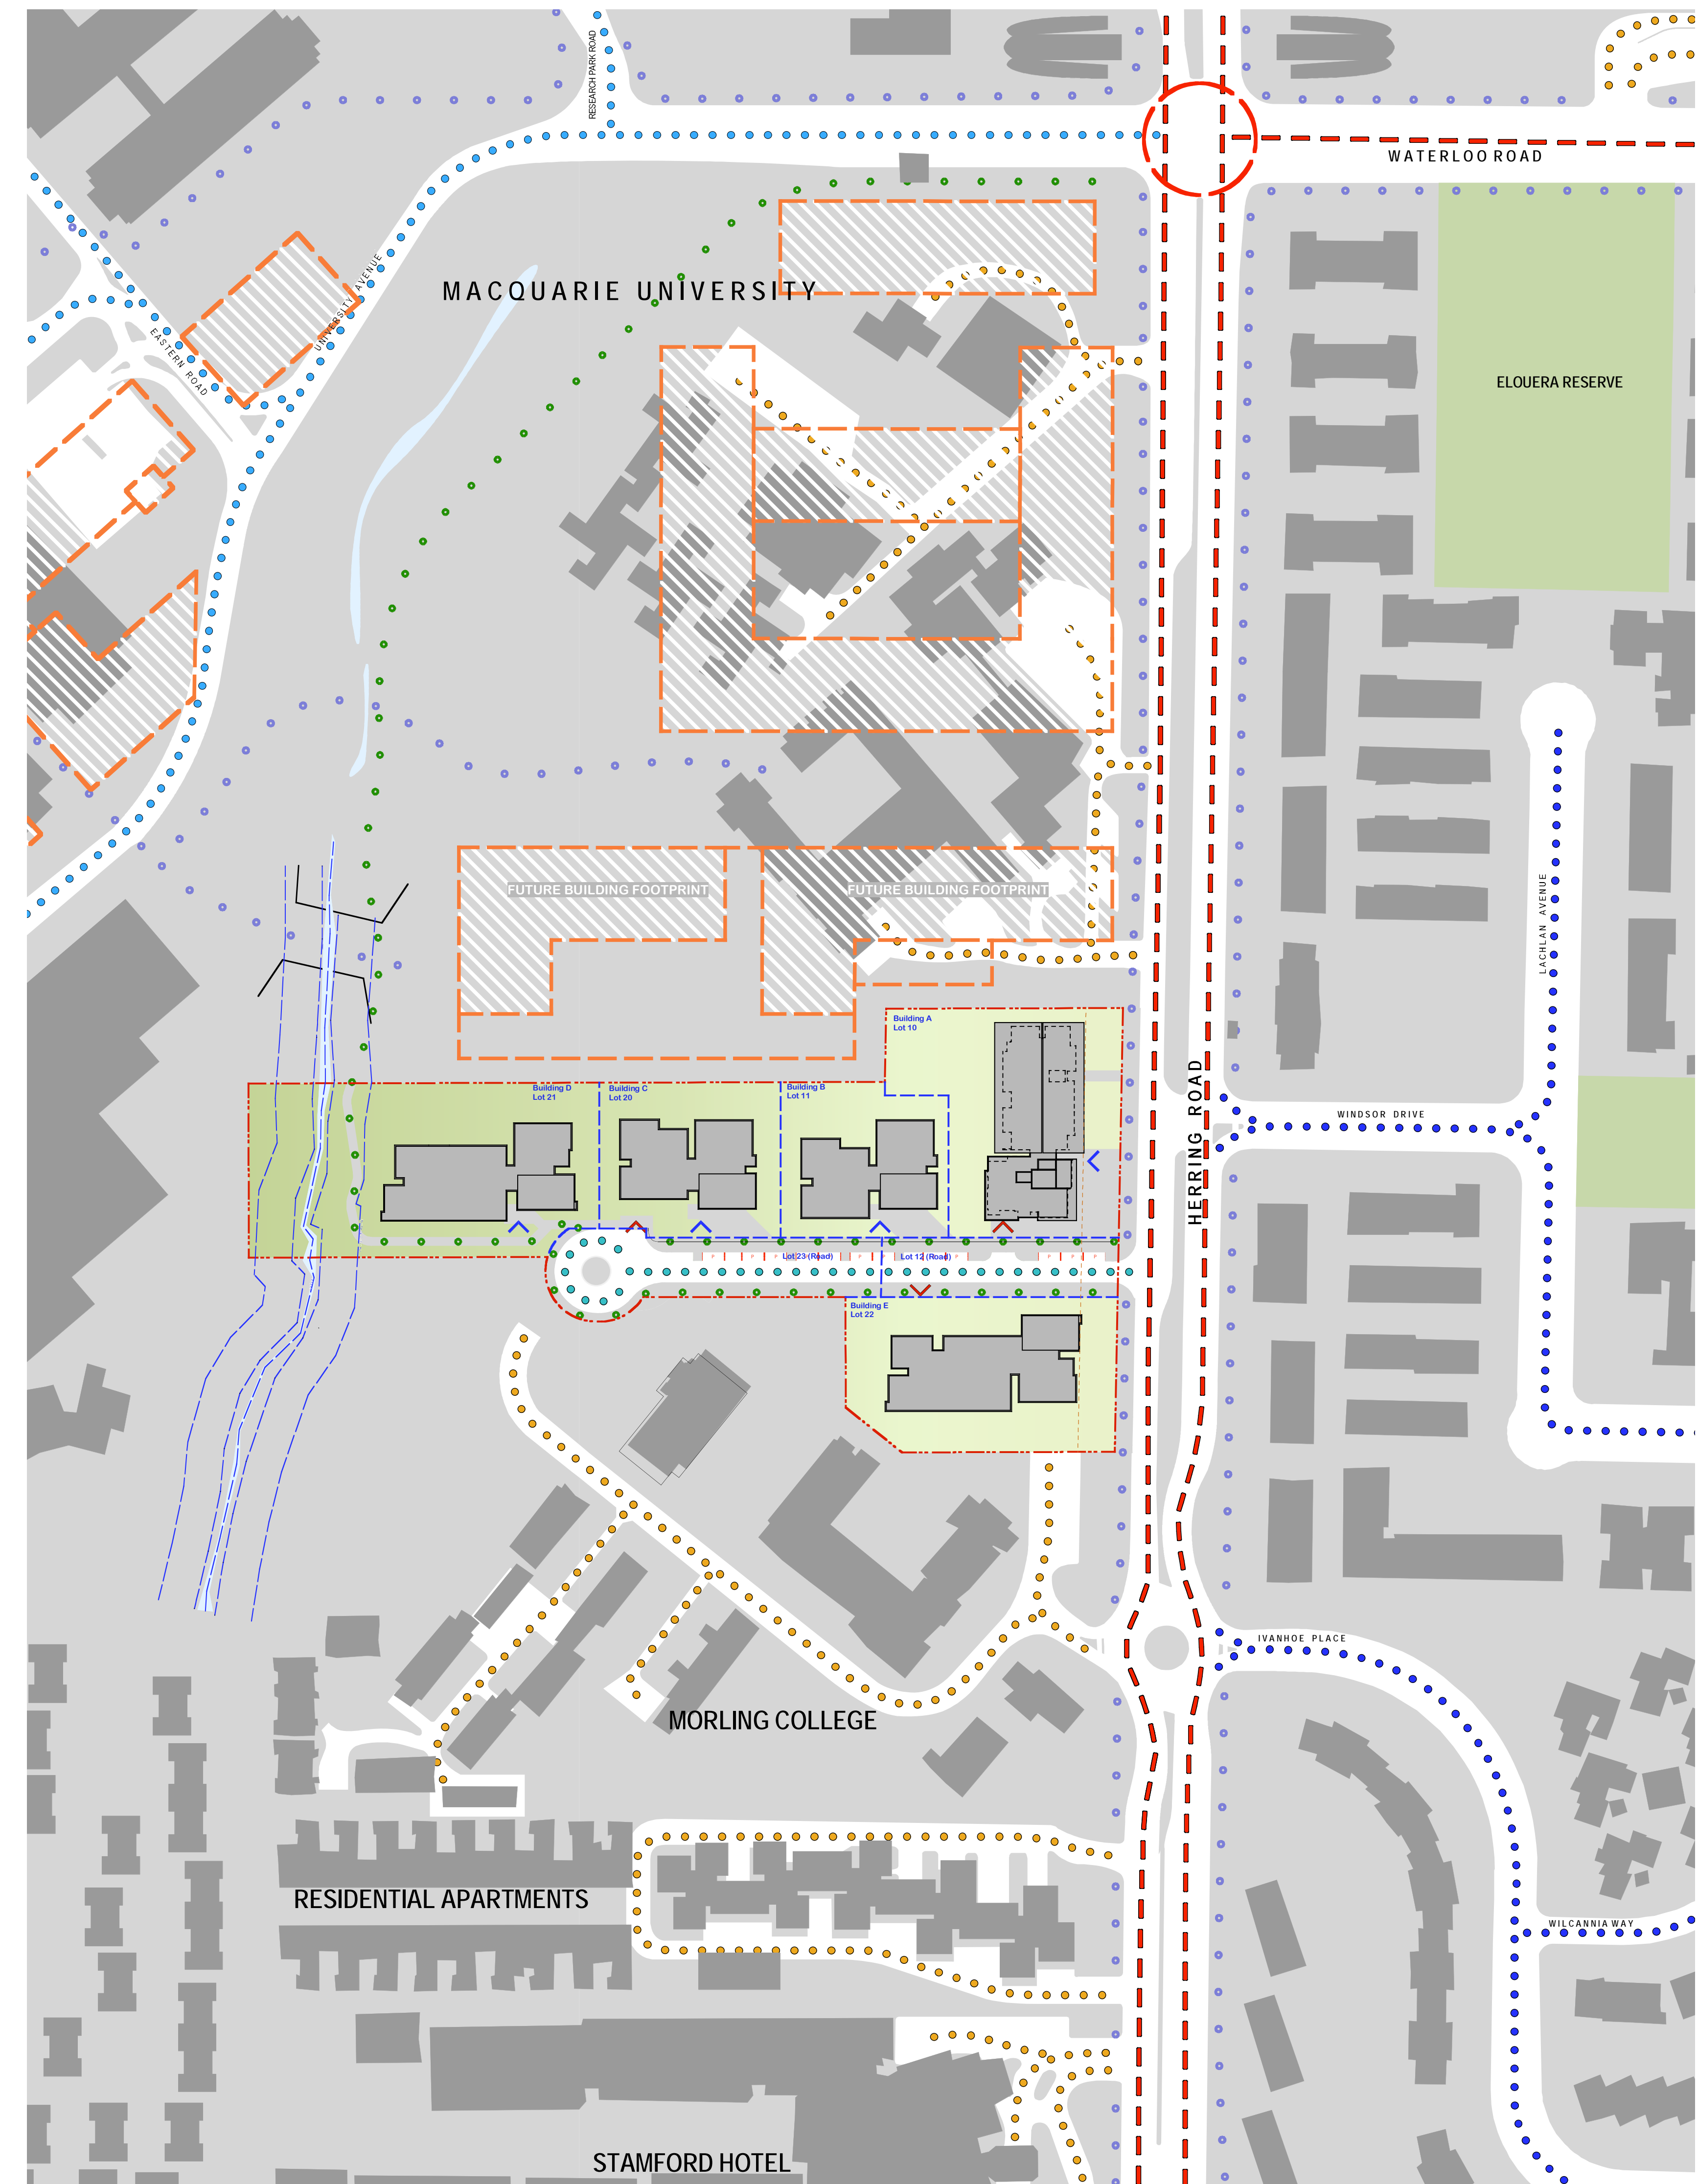 RESEARCH PARK ROAD
WATERLOO ROAD
MACQUARIE UNIVERSITY
UNIVERSITY AVENUE
EASTERN ROAD
ELOUERA RESERVE
FUTURE BUILDING FOOTPRINT
FUTURE BUILDING FOOTPRINT
LACHLAN AVENUE
Building A
Lot 10
HERRING ROAD
Building D
Lot 21
Building C
Lot 20
Building B
Lot 11
WINDSOR DRIVE
Lot 23 (Road)
Lot 12 (Road)
Building E
Lot 22
IVANHOE PLACE
MORLING COLLEGE
RESIDENTIAL APARTMENTS
WILCANNIA WAY
STAMFORD HOTEL